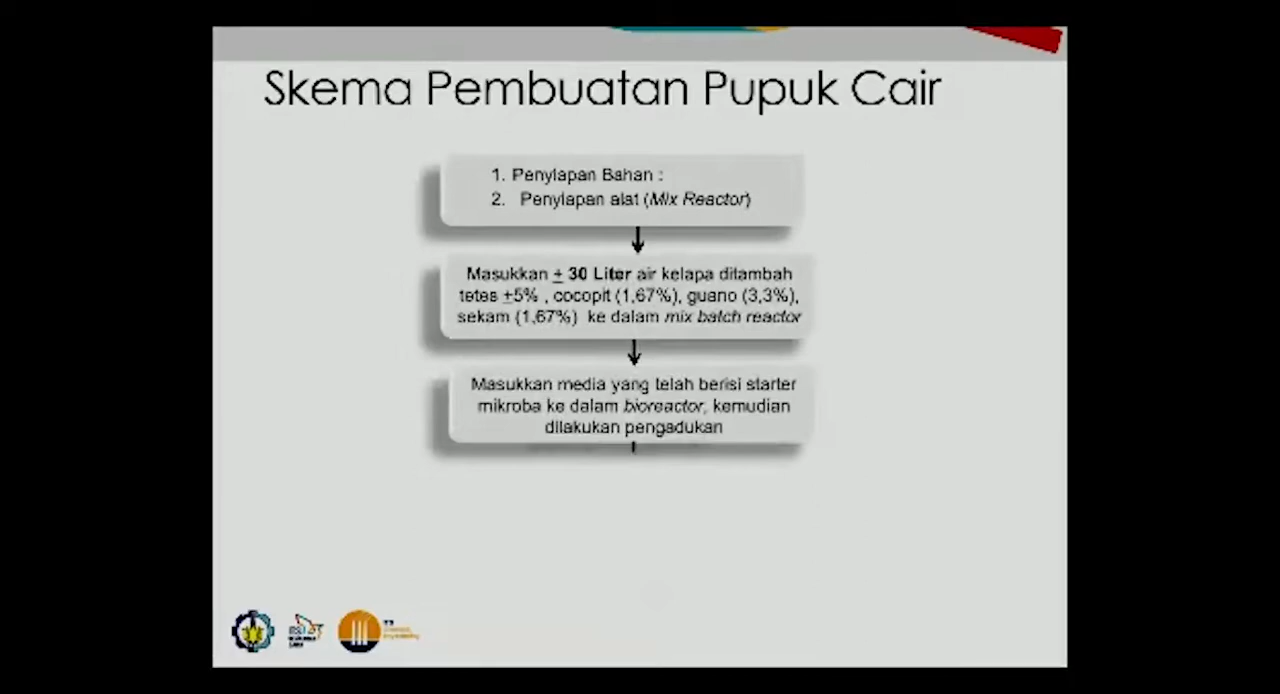 Skema Pembuatan Pupuk Cair
1. Penyiapan Bahan :
2. Penyiapan alat (Mix Reactor)
Masukkan ± 30 Liter air kelapa ditambah
tetes ±5% , cocopit (1,67%), guano (3,3%),
sekam (1,67%) ke dalam mix batch reactor
Masukkan media yang telah berisi starter
mikroba ke dalam bioreactor, kemudian
dilakukan pengadukan